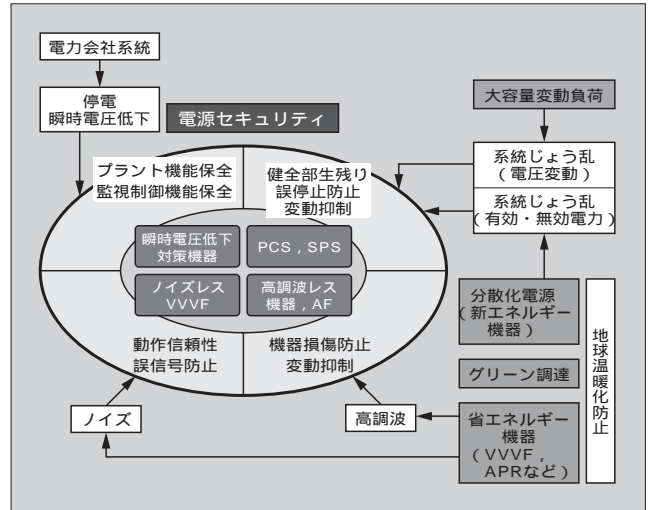 電力会社系統
停電
瞬時電圧低下
電源セキュリティ
大容量変動負荷
プラント機能保全
監視制御機能保全
健全部生残り
誤停止防止
変動抑制
系統じょう乱
(電圧変動)
系統じょう乱
(有効・無効電力)
瞬時電圧低下
対策機器
PCS,SPS
ノイズレス
VVVF
高調波レス
機器,AF
分散化電源
(新エネルギー
機器)
動作信頼性
誤信号防止
機器損傷防止
変動抑制
グリーン調達
地球温暖化防止
ノイズ
高調波
省エネルギー
機器
(VVVF,
APRなど)